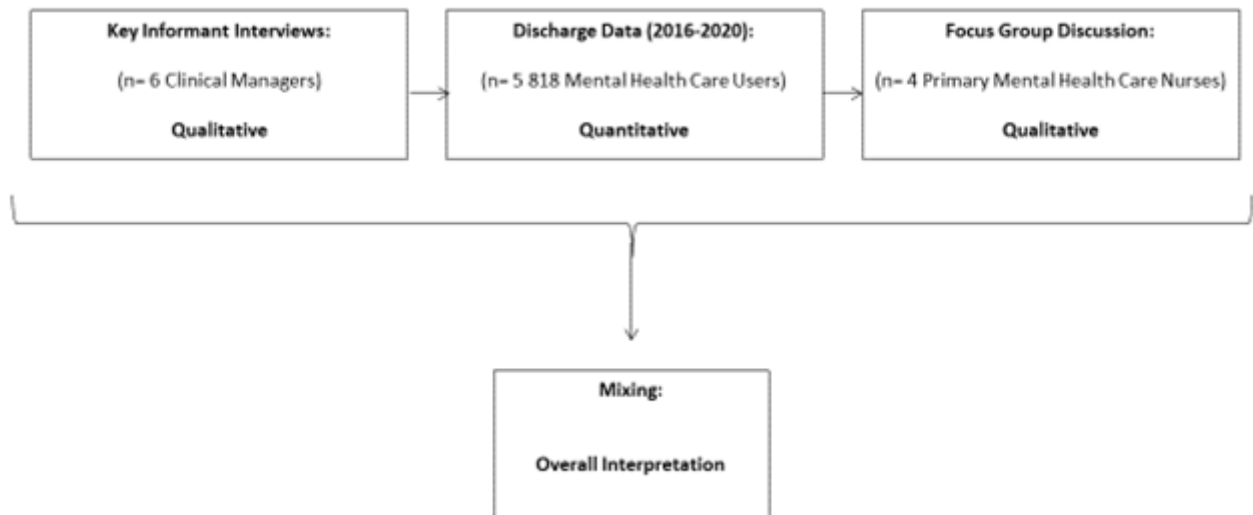 Key Informant Interviews:
(n= 6 Clinical Managers)
Qualitative
Discharge Data (2016-2020):
(n= 5 818 Mental Health Care Users)
Quantitative
Focus Group Discussion:
(n= 4 Primary Mental Health Care Nurses)
Qualitative
Mixing:
Overall Interpretation